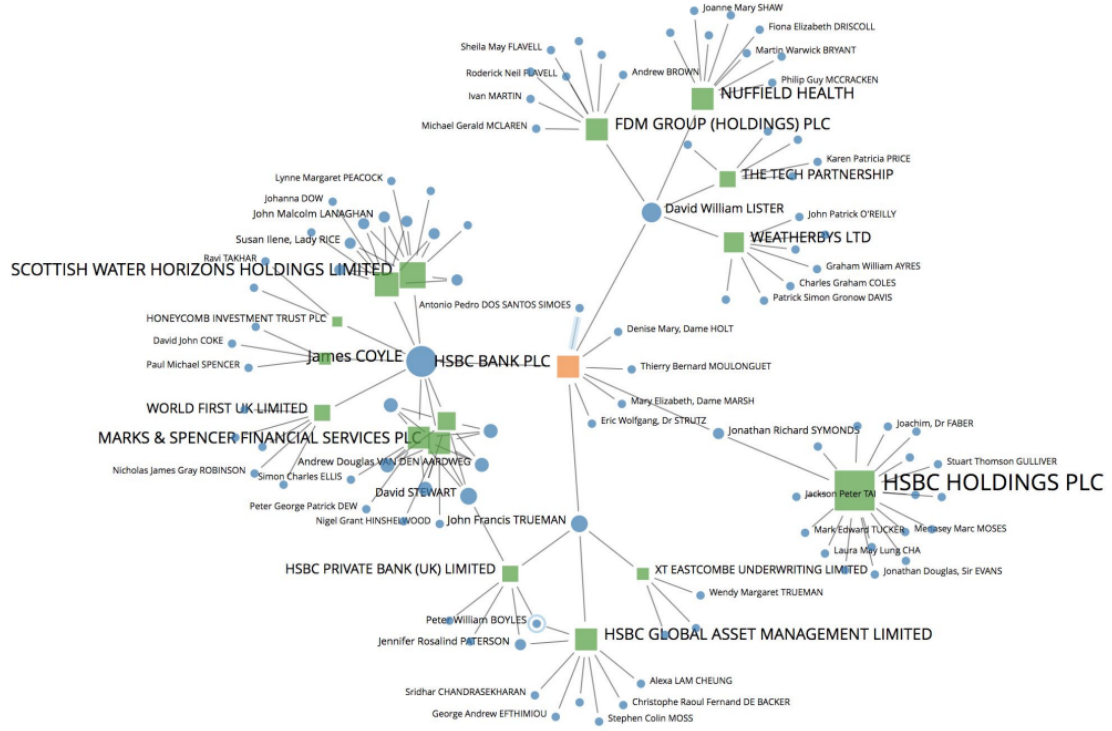 Joanne Mary SHAW
Fiona Elizabeth DRISCOLL
Sheila May FLAVELL
Martin Warwick BRYANT
Roderick Neil FLAVELL
Andrew BROWN
Philip Guy MCCRACKEN
Ivan MARTIN
NUFFIELD HEALTH
Michael Gerald MCLAREN
FDM GROUP (HOLDINGS) PLC
Karen Patricia PRICE
THE TECH PARTNERSHIP
Lynne Margaret PEACOCK
Johanna DOW
David William LISTER
John Malcolm LANAGHAN
John Patrick O'REILLY
Susan Ilene, Lady RICE
WEATHERBYS LTD
Ravi TAKHAR
SCOTTISH WATER HORIZONS HOLDINGS LIMITED
Graham William AYRES
Charles Graham COLES
Patrick Simon Gronow DAVIS
Antonio Pedro DOS SANTOS SIMOES
HONEYCOMB INVESTMENT TRUST PLC
Denise Mary, Dame HOLT
David John COKE
James COYLE
HSBC BANK PLC
Paul Michael SPENCER
Thierry Bernard MOULONGUET
Mary Elizabeth, Dame MARSH
WORLD FIRST UK LIMITED
Eric Wolfgang, Dr STRUTZ
Jonathan Richard SYMONDS
Joachim, Dr FABER
MARKS & SPENCER FINANCIAL SERVICES PLC
Andrew Douglas VAN DEN AARDWEG
Stuart Thomson GULLIVER
Nicholas James Gray ROBINSON
Simon Charles ELLIS
HSBC HOLDINGS PLC
David STEWART
Jackson Peter TAI
Peter George Patrick DEW
Nigel Grant HINSHELWOOD
John Francis TRUEMAN
Mark Edward TUCKER
Menasey Marc MOSES
Laura May Lung CHA
HSBC PRIVATE BANK (UK) LIMITED
XT EASTCOMBE UNDERWRITING LIMITED
Jonathan Douglas, Sir EVANS
Wendy Margaret TRUEMAN
Peter William BOYLES
HSBC GLOBAL ASSET MANAGEMENT LIMITED
Jennifer Rosalind PATERSON
Alexa LAM CHEUNG
Sridhar CHANDRASEKHARAN
Christophe Raoul Fernand DE BACKER
George Andrew EFTHIMIOU
Stephen Colin MOSS